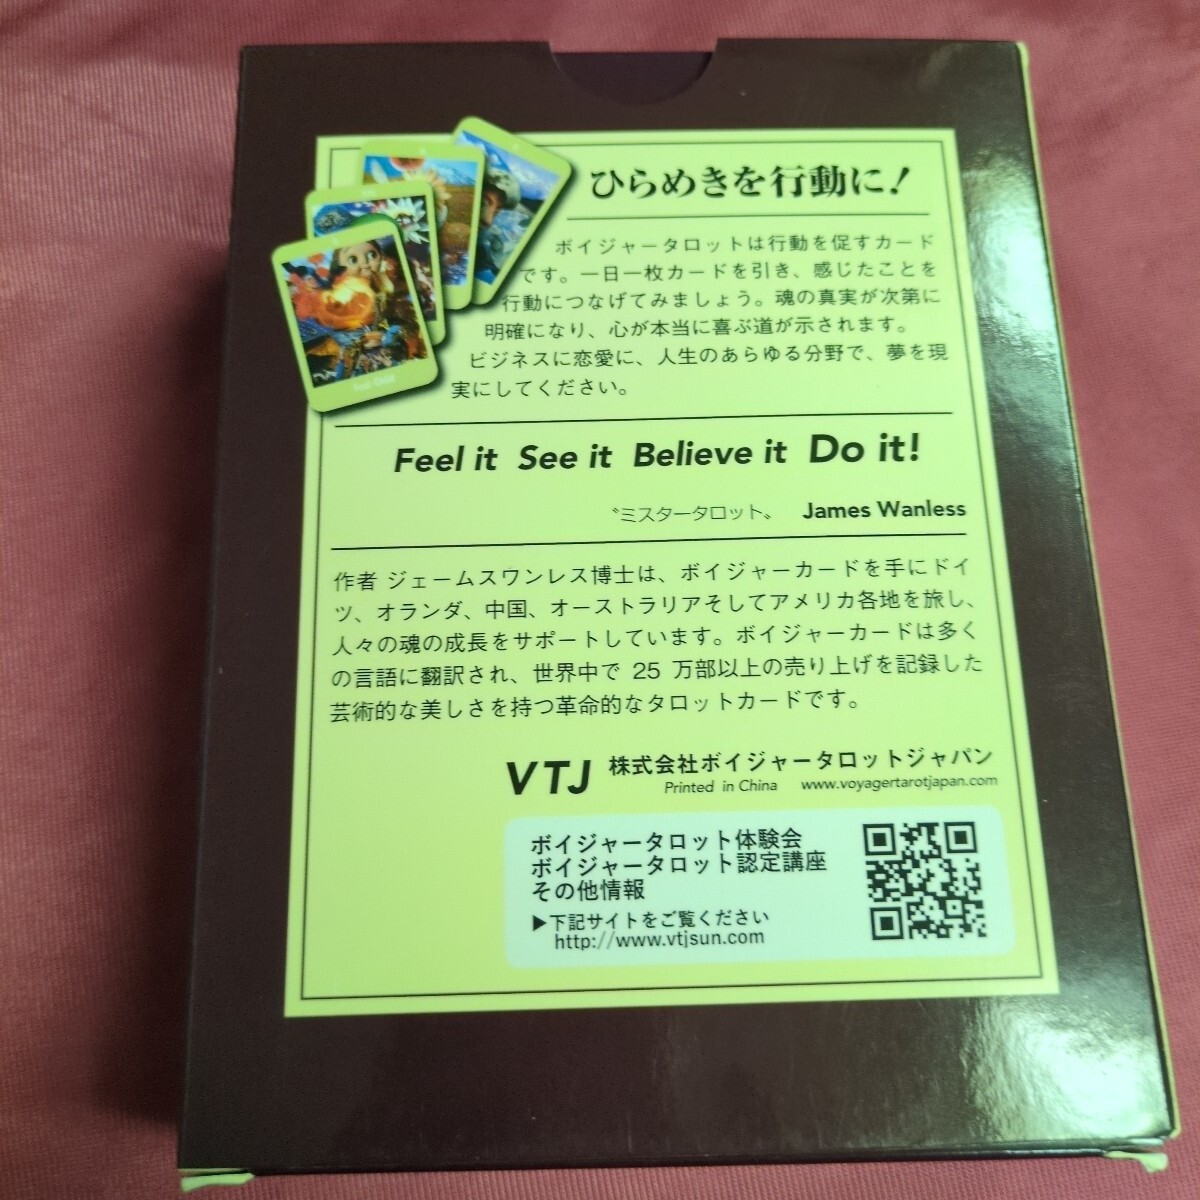 ひらめきを行動に！
ボイジャータロットは行動を促すカード
です。一日一枚カードを引き、感じたことを
行動につなげてみましょう。魂の真実が次第に
明確になり、心が本当に喜ぶ道が示されます。
ビジネスに恋愛に、人生のあらゆる分野で、夢を現
実にしてください。
Feel it See it Believe it Do it!
〝ミスタータロット〟 James Wanless
作者 ジェームスワンレス博士は、ボイジャーカードを手にドイ
ツ、オランダ、中国、オーストラリアそしてアメリカ各地を旅し、
人々の魂の成長をサポートしています。ボイジャーカードは多く
の言語に翻訳され、世界中で 25 万部以上の売り上げを記録した
芸術的な美しさを持つ革命的なタロットカードです。
VTJ 株式会社ボイジャータロットジャパン
Printed in China www.voyagertarotjapan.com
ボイジャータロット体験会
ボイジャータロット認定講座
その他情報
▶下記サイトをご覧ください
http://www.vtjsun.com